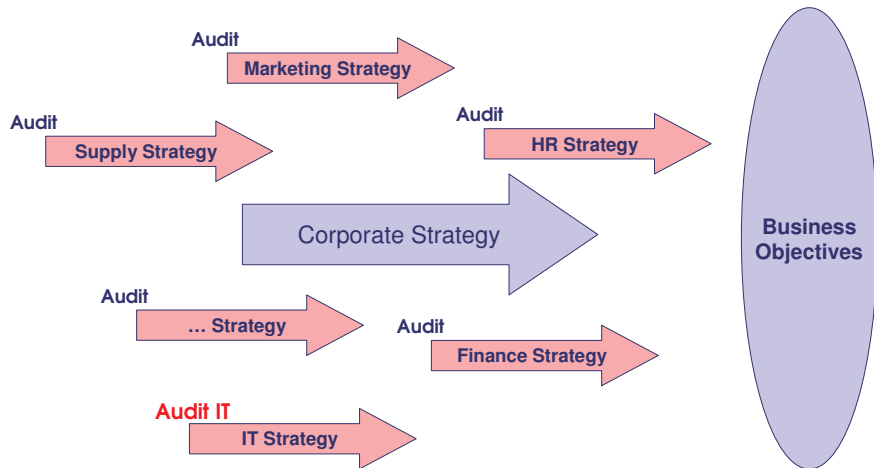 Audit
Marketing Strategy
Audit
Supply Strategy
Audit
HR Strategy
Corporate Strategy
Business
Objectives
Audit
... Strategy
Audit
Finance Strategy
Audit IT
IT Strategy